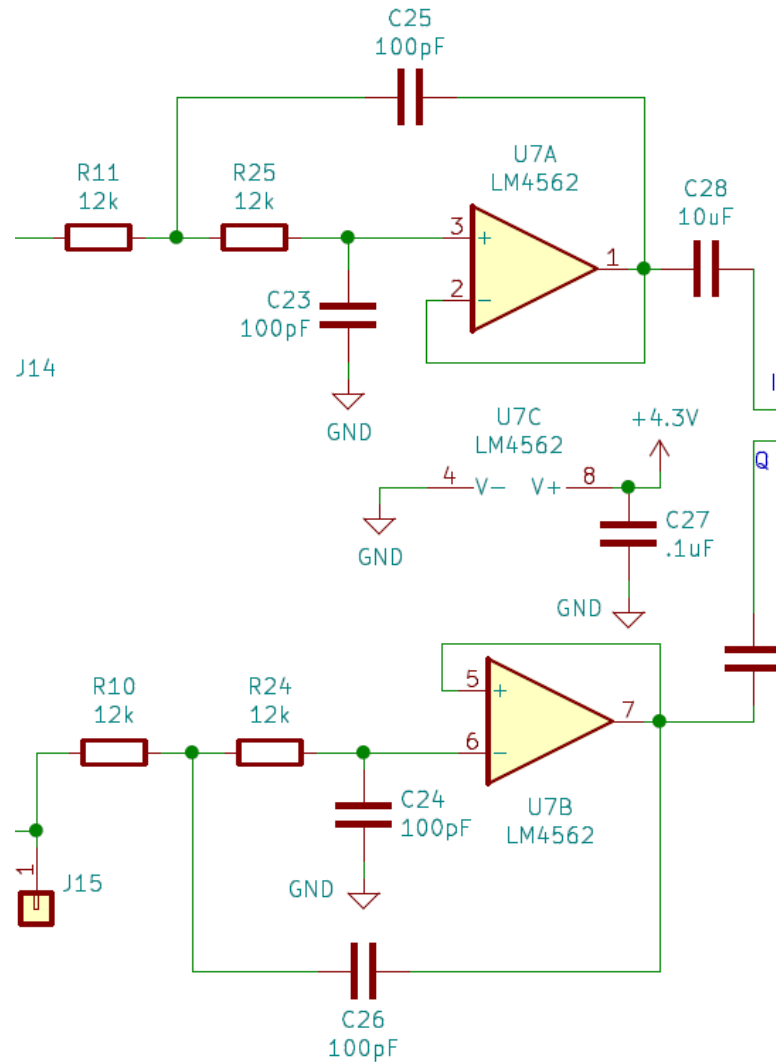 C25
100pF
R11
12k
R25
12k
U7A
LM4562
C28
10uF
3
+
1
2
−
C23
100pF
J14
GND
I
U7C
LM4562
+4.3V
Q
4
V−
V+
8
GND
C27
.1uF
GND
R10
12k
R24
12k
5
+
7
6
−
C24
100pF
U7B
LM4562
1
J15
GND
C26
100pF